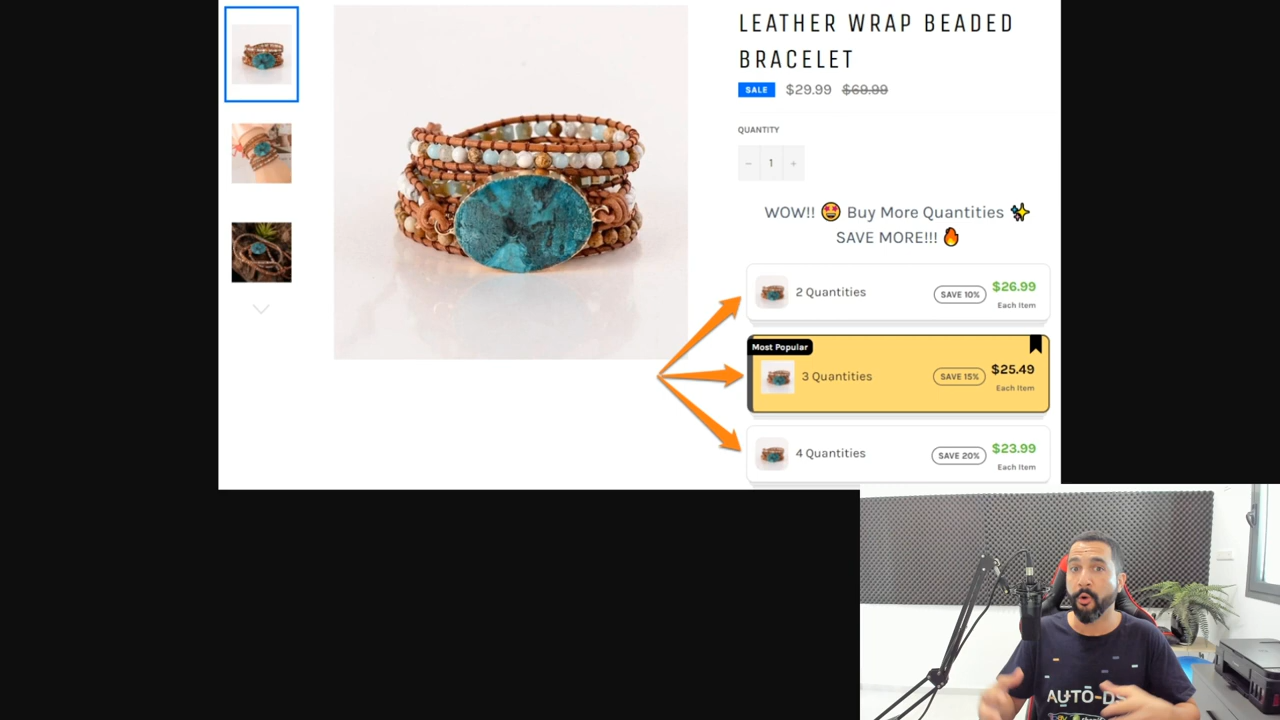 LEATHER WRAP BEADED
BRACELET
SALE $29.99 $69.99
QUANTITY
− 1 +
WOW!! 🤩 Buy More Quantities ✨
SAVE MORE!!! 🔥
2 Quantities SAVE 10% $26.99
Each Item
Most Popular
3 Quantities SAVE 15% $25.49
Each Item
4 Quantities SAVE 20% $23.99
Each Item
AUTO-DS